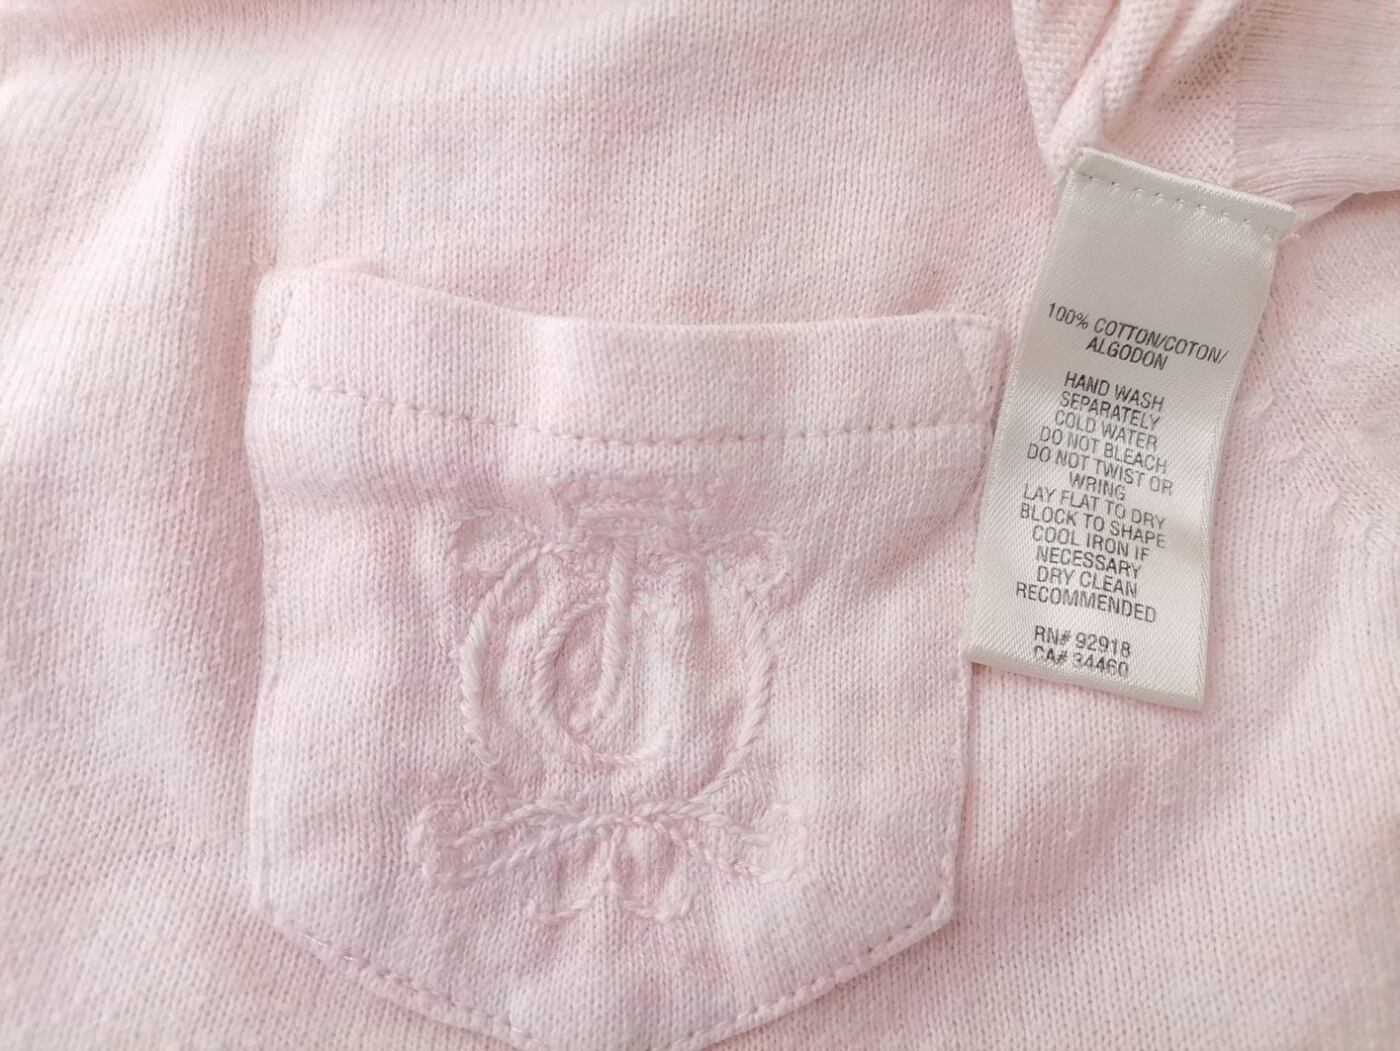 100% COTTON/COTON/
ALGODON
HAND WASH
SEPARATELY
COLD WATER
DO NOT BLEACH
DO NOT TWIST OR
WRING
LAY FLAT TO DRY
BLOCK TO SHAPE
COOL IRON IF
NECESSARY
DRY CLEAN
RECOMMENDED
RN# 92918
CA# 34460